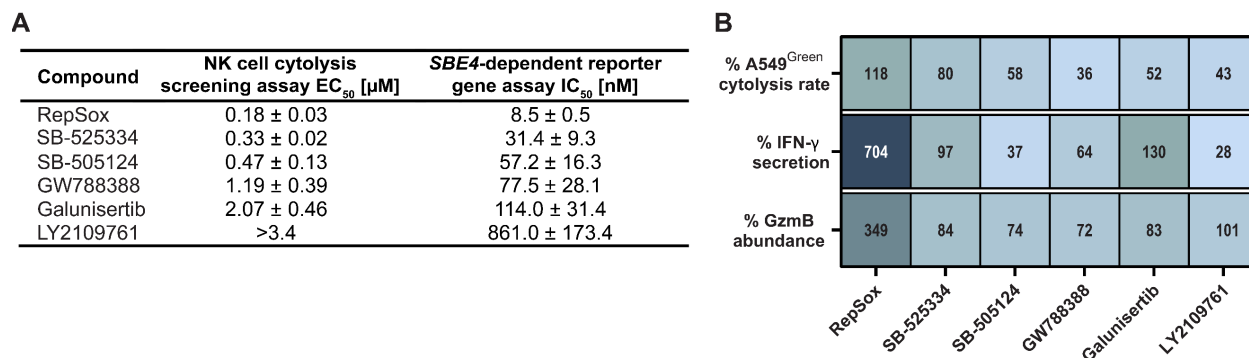 A
Compound NK cell cytolysis screening assay EC50 [µM] SBE4-dependent reporter gene assay IC50 [nM]
RepSox 0.18 ± 0.03 8.5 ± 0.5
SB-525334 0.33 ± 0.02 31.4 ± 9.3
SB-505124 0.47 ± 0.13 57.2 ± 16.3
GW788388 1.19 ± 0.39 77.5 ± 28.1
Galunisertib 2.07 ± 0.46 114.0 ± 31.4
LY2109761 >3.4 861.0 ± 173.4
B
% A549Green
cytolysis rate
118 80 58 36 52 43
% IFN-γ
secretion
704 97 37 64 130 28
% GzmB
abundance
349 84 74 72 83 101
RepSox
SB-525334
SB-505124
GW788388
Galunisertib
LY2109761